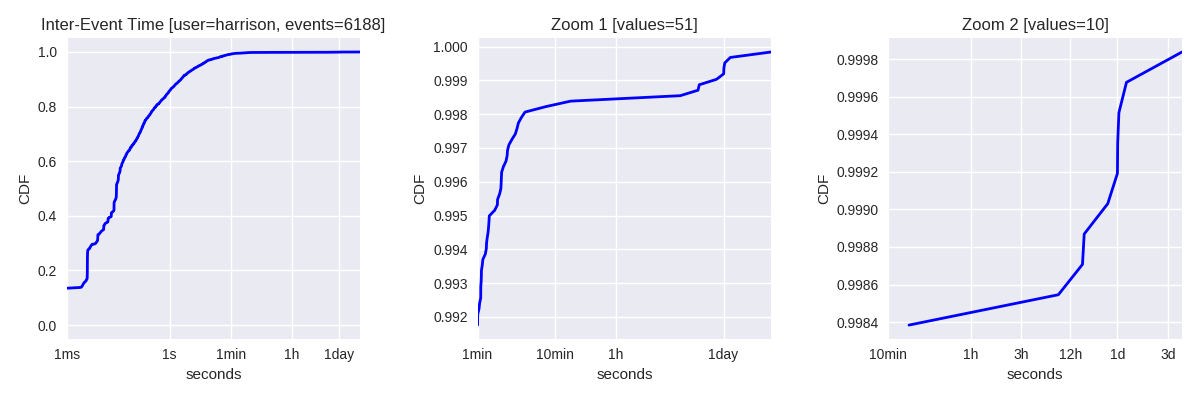 Inter-Event Time [user=harrison, events=6188]
CDF
1.0
0.8
0.6
0.4
0.2
0.0
1ms
1s
1min
1h
1day
seconds
Zoom 1 [values=51]
CDF
1.000
0.999
0.998
0.997
0.996
0.995
0.994
0.993
0.992
1min
10min
1h
1day
seconds
Zoom 2 [values=10]
CDF
0.9998
0.9996
0.9994
0.9992
0.9990
0.9988
0.9986
0.9984
10min
1h
3h
12h
1d
3d
seconds